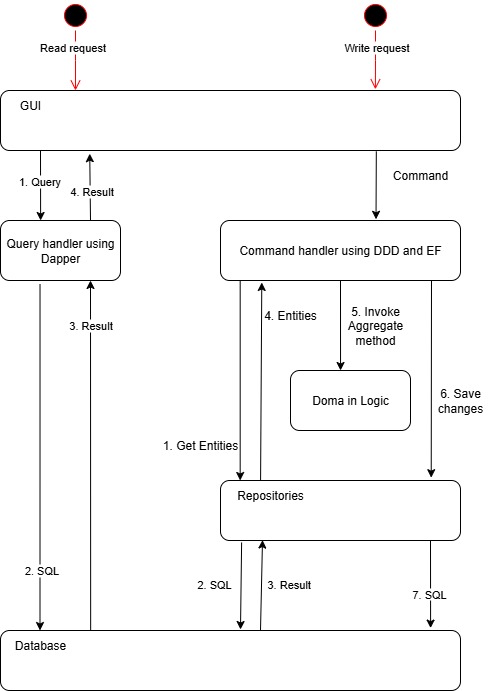 Read request
Write request
GUI
1. Query
4. Result
Command
Query handler using
Dapper
Command handler using DDD and EF
3. Result
4. Entities
5. Invoke
Aggregate
method
Doma in Logic
6. Save
changes
1. Get Entities
Repositories
2. SQL
2. SQL
3. Result
7. SQL
Database